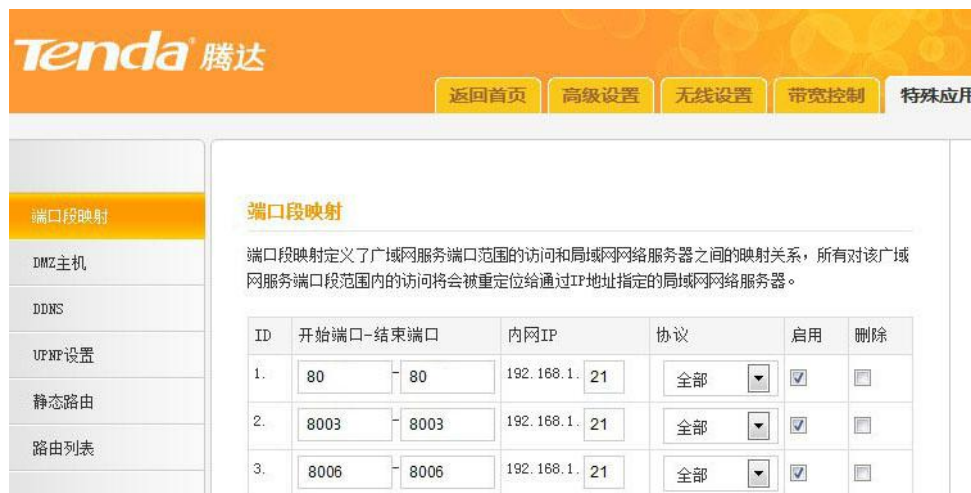 Tenda® 腾达
返回首页 高级设置 无线设置 带宽控制 特殊应用
端口段映射
DMZ主机
DDNS
UPNP设置
静态路由
路由列表
端口段映射
端口段映射定义了广域网服务端口范围的访问和局域网网络服务器之间的映射关系，所有对该广域
网服务端口段范围内的访问将会被重定位给通过IP地址指定的局域网网络服务器。
ID 开始端口-结束端口 内网IP 协议 启用 删除
1. 80 - 80 192.168.1. 21 全部
2. 8003 - 8003 192.168.1. 21 全部
3. 8006 - 8006 192.168.1. 21 全部